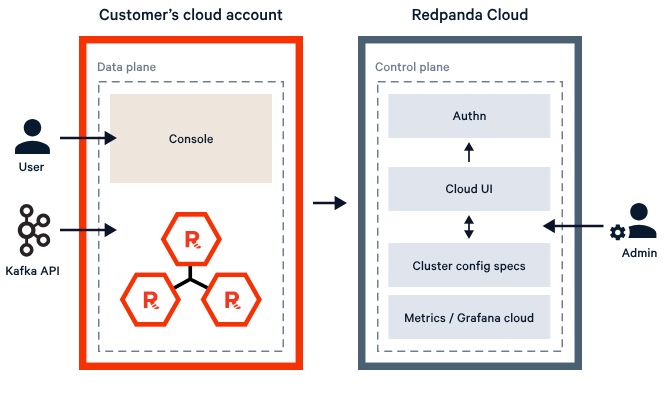 Customer's cloud account
Redpanda Cloud
Data plane
Console
User
Kafka API
R
R
R
Control plane
Authn
Cloud UI
Cluster config specs
Metrics / Grafana cloud
Admin